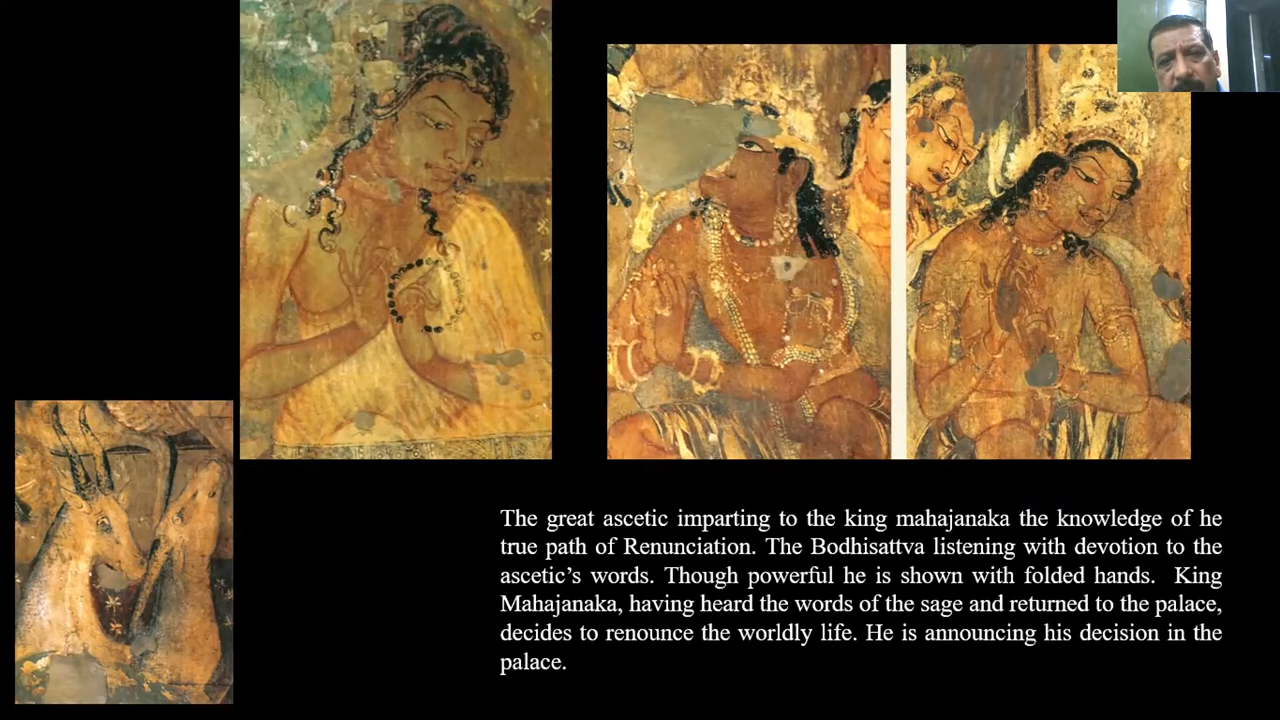 The great ascetic imparting to the king mahajanaka the knowledge of he
true path of Renunciation. The Bodhisattva listening with devotion to the
ascetic's words. Though powerful he is shown with folded hands. King
Mahajanaka, having heard the words of the sage and returned to the palace,
decides to renounce the worldly life. He is announcing his decision in the
palace.